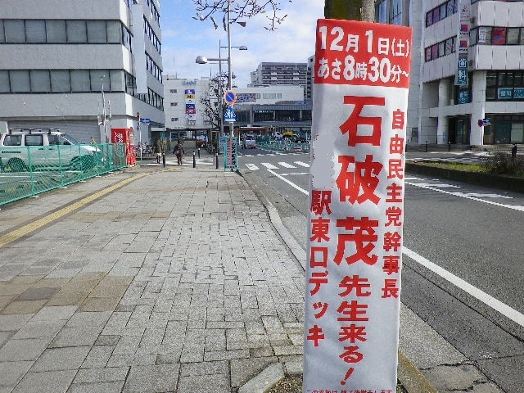 12月1日(土)
あさ8時30分〜
自由民主党幹事長
石破茂先生来る!
駅東口デッキ